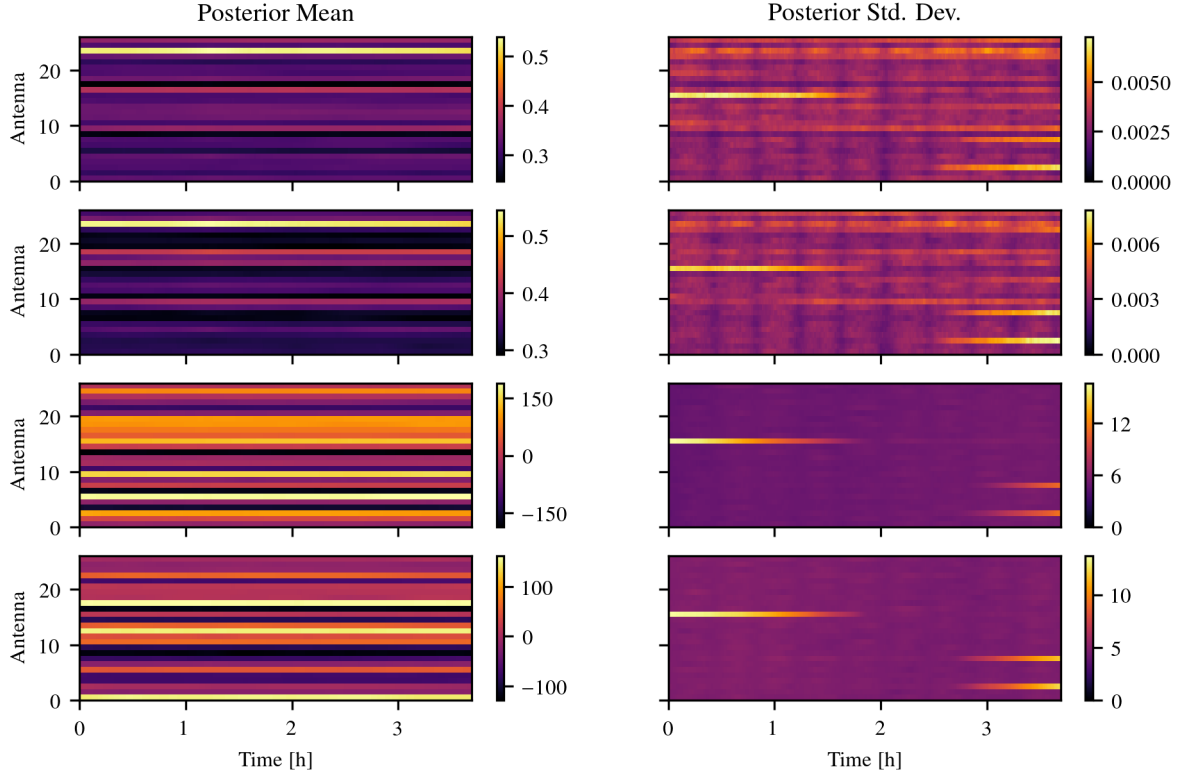 Posterior Mean Posterior Std. Dev.
Antenna 20 10 0 0.5 0.4 0.3 0.0050 0.0025 0.0000
Antenna 20 10 0 0.5 0.4 0.3 0.006 0.003 0.000
Antenna 20 10 0 150 0 −150 12 6 0
Antenna 20 10 0 100 0 −100 10 5 0
0 1 2 3 0 1 2 3
Time [h] Time [h]